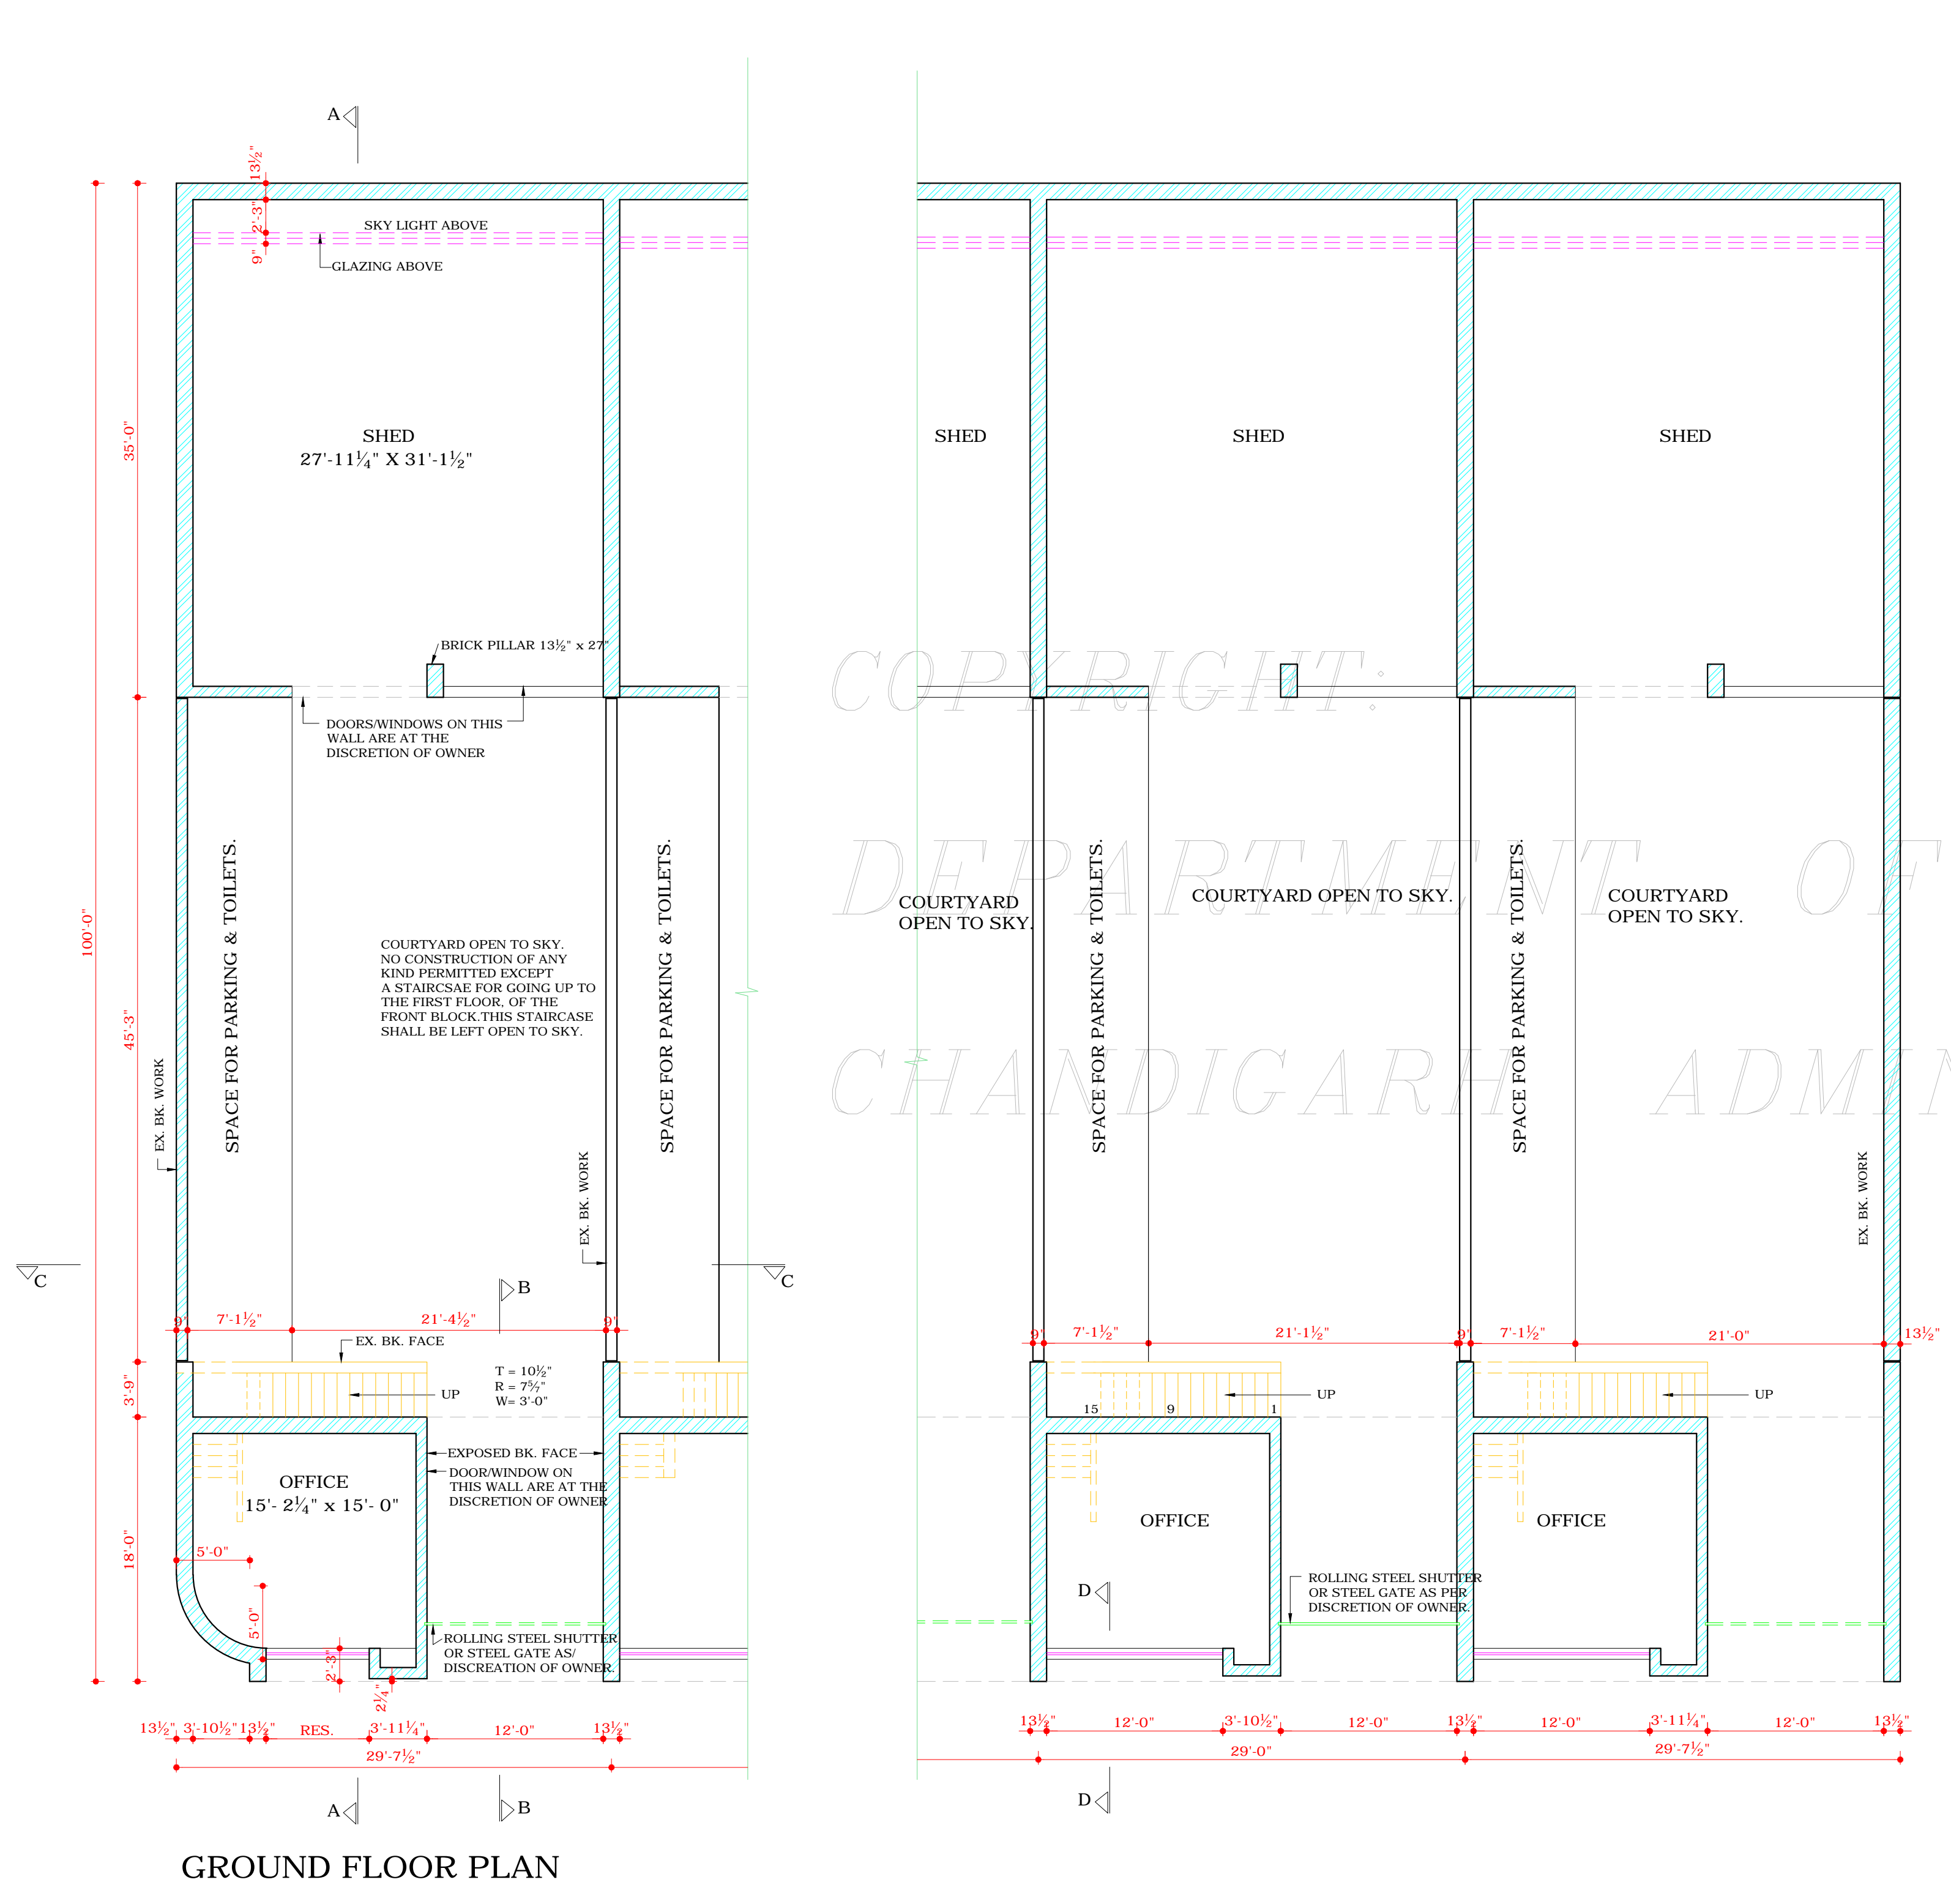 A
13½"
2'-3"
9"
SKY LIGHT ABOVE
GLAZING ABOVE
35'-0"
SHED
27'-11¼" X 31'-1½"
SHED
SHED
SHED
BRICK PILLAR 13½" x 27"
DOORS/WINDOWS ON THIS
WALL ARE AT THE
DISCRETION OF OWNER
COPYRIGHT:
DEPARTMENT OF
CHANDIGARH ADMIN
100'-0"
45'-3"
EX. BK. WORK
SPACE FOR PARKING & TOILETS.
COURTYARD OPEN TO SKY.
NO CONSTRUCTION OF ANY
KIND PERMITTED EXCEPT
A STAIRCSAE FOR GOING UP TO
THE FIRST FLOOR, OF THE
FRONT BLOCK.THIS STAIRCASE
SHALL BE LEFT OPEN TO SKY.
EX. BK. WORK
SPACE FOR PARKING & TOILETS.
COURTYARD
OPEN TO SKY.
SPACE FOR PARKING & TOILETS.
COURTYARD OPEN TO SKY.
SPACE FOR PARKING & TOILETS.
COURTYARD
OPEN TO SKY.
EX. BK. WORK
C
C
B
9"
7'-1½"
21'-4½"
9"
9"
7'-1½"
21'-1½"
9"
7'-1½"
21'-0"
13½"
EX. BK. FACE
3'-9"
UP
T = 10½"
R = 7⁵⁄₇"
W= 3'-0"
15
9
1
UP
UP
EXPOSED BK. FACE
DOOR/WINDOW ON
THIS WALL ARE AT THE
DISCRETION OF OWNER
OFFICE
15'- 2¼" x 15'- 0"
OFFICE
OFFICE
18'-0"
5'-0"
5'-0"
2'-3"
2¼"
ROLLING STEEL SHUTTER
OR STEEL GATE AS/
DISCREATION OF OWNER.
D
ROLLING STEEL SHUTTER
OR STEEL GATE AS PER
DISCRETION OF OWNER.
13½"
3'-10½"
13½"
RES.
3'-11¼"
12'-0"
13½"
13½"
12'-0"
3'-10½"
12'-0"
13½"
12'-0"
3'-11¼"
12'-0"
13½"
29'-7½"
29'-0"
29'-7½"
A
B
D
GROUND FLOOR PLAN